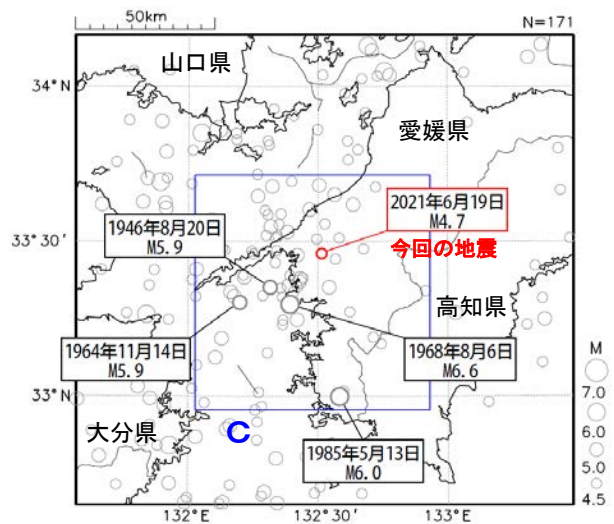 50km
N=171
山口県
34°N
愛媛県
2021年6月19日
M4.7
今回の地震
1946年8月20日
M5.9
33°30′
高知県
1964年11月14日
M5.9
1968年8月6日
M6.6
M
7.0
6.0
5.0
4.5
33°N
大分県
C
1985年5月13日
M6.0
132°E
132°30′
133°E